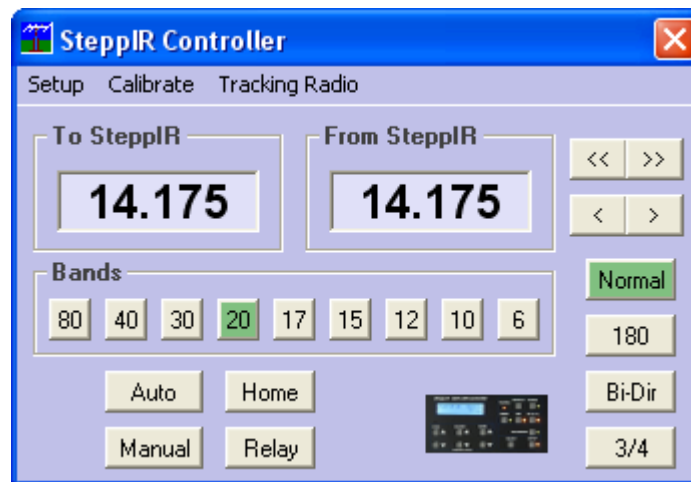 SteppIR Controller
Setup Calibrate Tracking Radio
To SteppIR From SteppIR
14.175 14.175
<< >>
< >
Bands
80 40 30 20 17 15 12 10 6
Normal
180
Auto Home Bi-Dir
Manual Relay 3/4